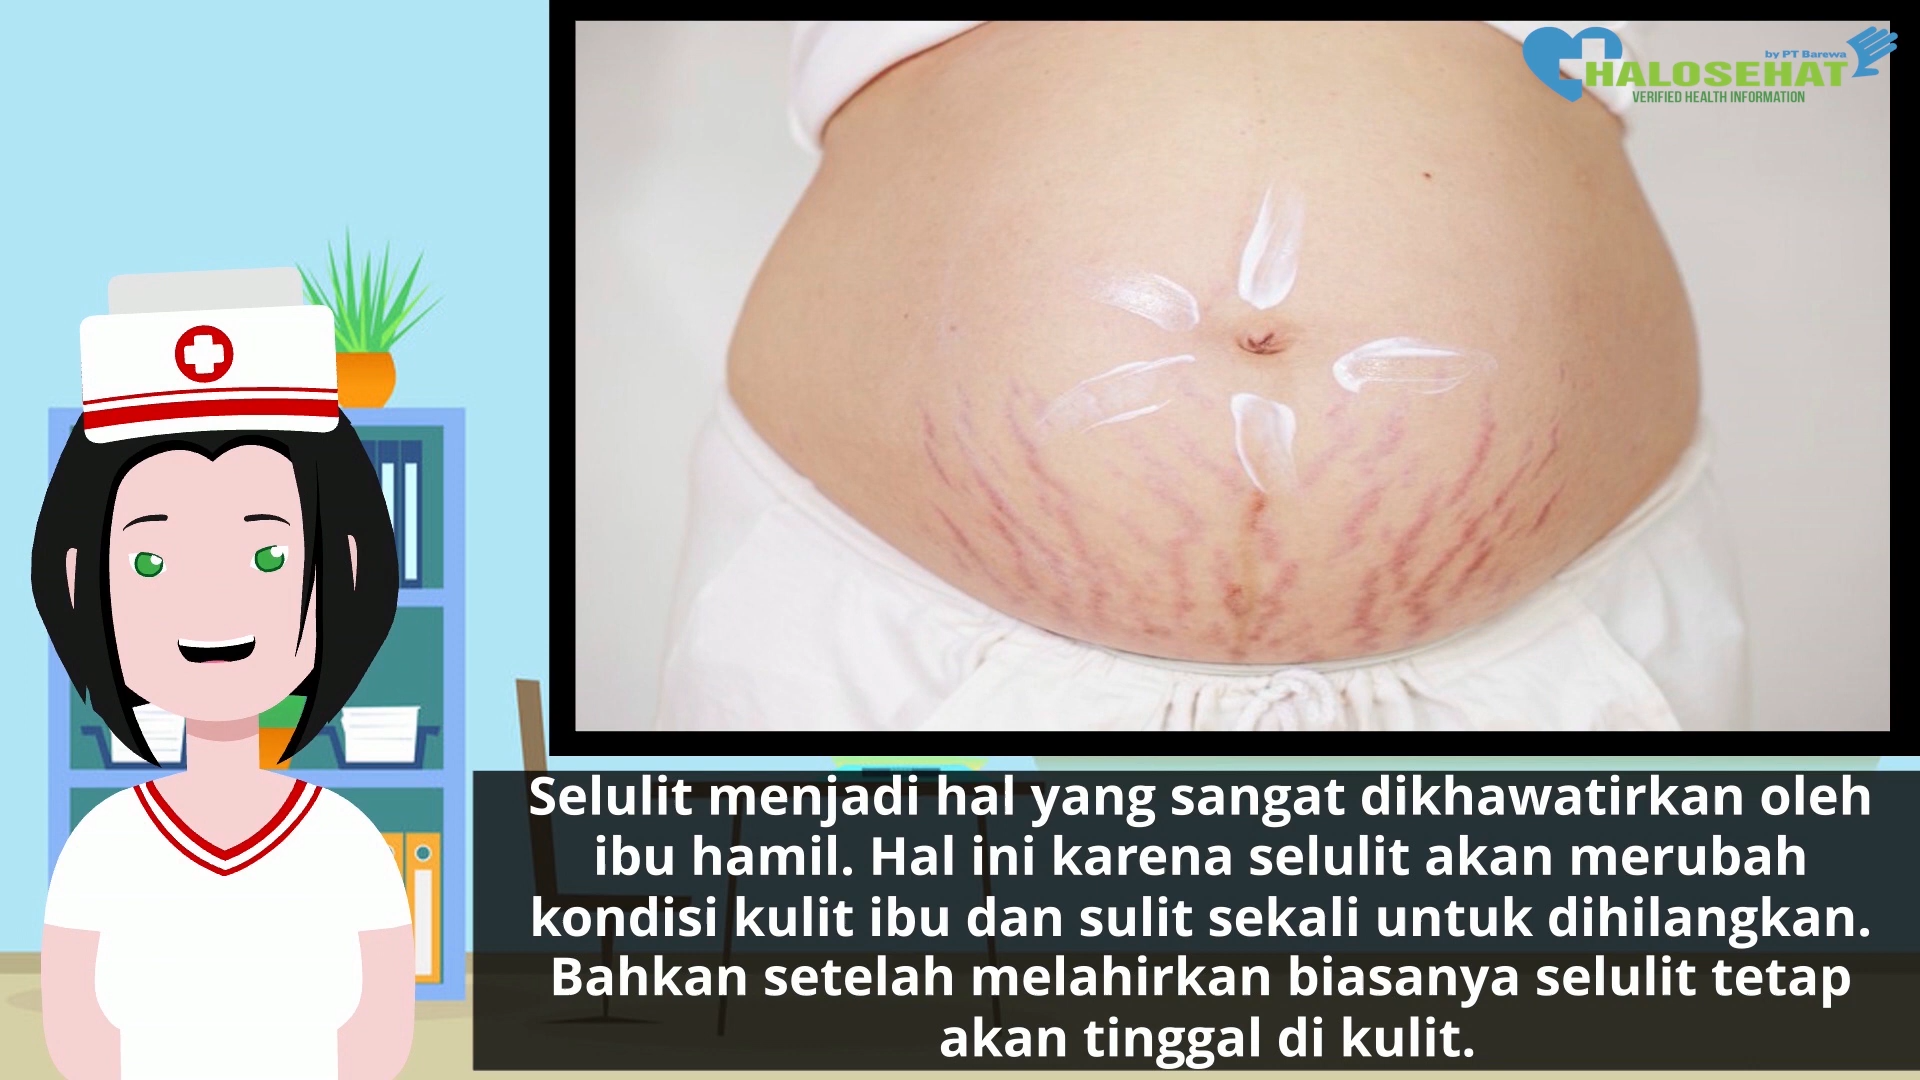 by PT Barewa
HALOSEHAT
VERIFIED HEALTH INFORMATION
Selulit menjadi hal yang sangat dikhawatirkan oleh
ibu hamil. Hal ini karena selulit akan merubah
kondisi kulit ibu dan sulit sekali untuk dihilangkan.
Bahkan setelah melahirkan biasanya selulit tetap
akan tinggal di kulit.